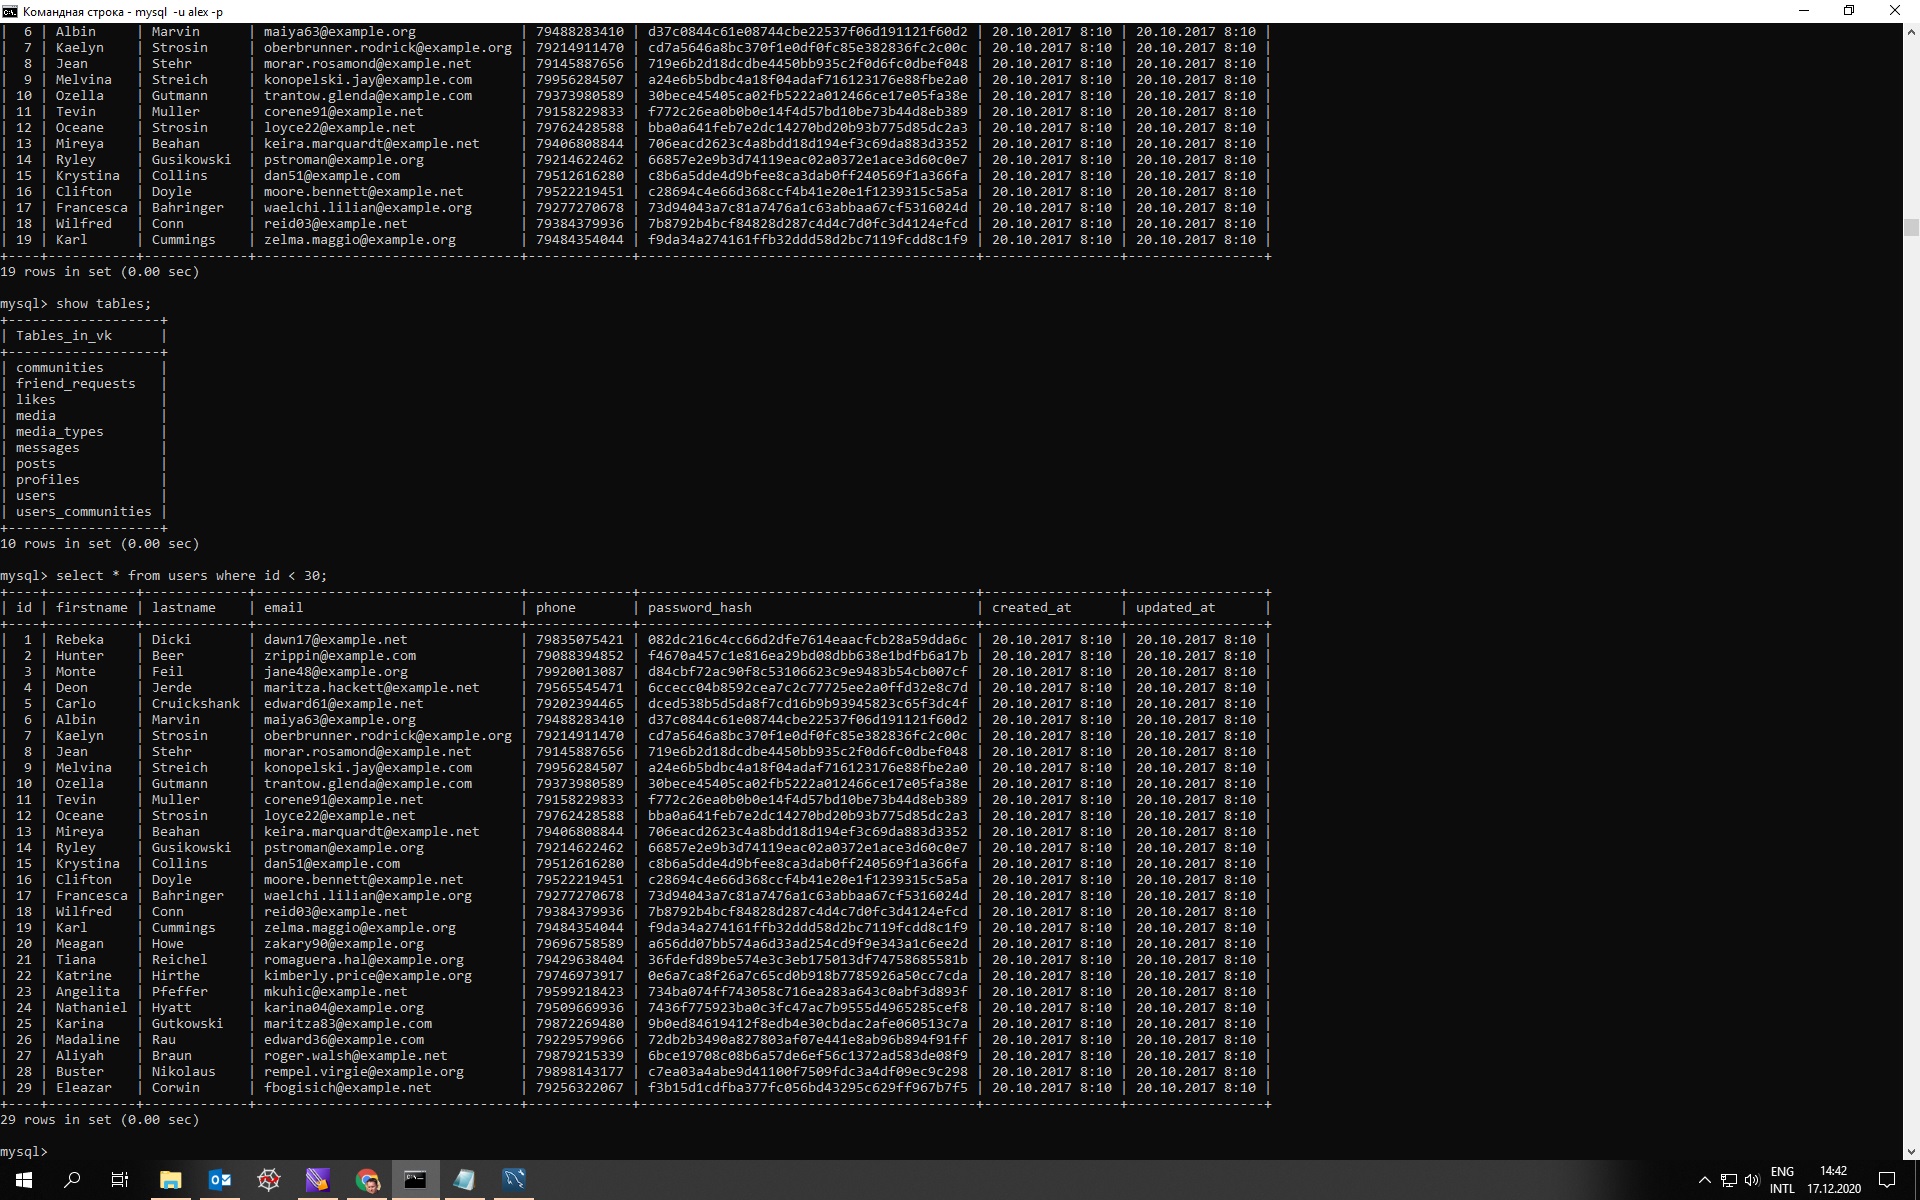 Командная строка - mysql  -u alex -p
|  6 | Albin     | Marvin      | maiya63@example.org             | 79488283410 | d37c0844c61e08744cbe22537f06d191121f60d2 | 20.10.2017 8:10 | 20.10.2017 8:10 |
|  7 | Kaelyn    | Strosin     | oberbrunner.rodrick@example.org | 79214911470 | cd7a5646a8bc370f1e0df0fc85e382836fc2c00c | 20.10.2017 8:10 | 20.10.2017 8:10 |
|  8 | Jean      | Stehr       | morar.rosamond@example.net      | 79145887656 | 719e6b2d18dcdbe4450bb935c2f0d6fc0dbef048 | 20.10.2017 8:10 | 20.10.2017 8:10 |
|  9 | Melvina   | Streich     | konopelski.jay@example.com      | 79956284507 | a24e6b5bdbc4a18f04adaf716123176e88fbe2a0 | 20.10.2017 8:10 | 20.10.2017 8:10 |
| 10 | Ozella    | Gutmann     | trantow.glenda@example.com      | 79373980589 | 30bece45405ca02fb5222a012466ce17e05fa38e | 20.10.2017 8:10 | 20.10.2017 8:10 |
| 11 | Tevin     | Muller      | corene91@example.net            | 79158229833 | f772c26ea0b0b0e14f4d57bd10be73b44d8eb389 | 20.10.2017 8:10 | 20.10.2017 8:10 |
| 12 | Oceane    | Strosin     | loyce22@example.net             | 79762428588 | bba0a641feb7e2dc14270bd20b93b775d85dc2a3 | 20.10.2017 8:10 | 20.10.2017 8:10 |
| 13 | Mireya    | Beahan      | keira.marquardt@example.net     | 79406808844 | 706eacd2623c4a8bdd18d194ef3c69da883d3352 | 20.10.2017 8:10 | 20.10.2017 8:10 |
| 14 | Ryley     | Gusikowski  | pstroman@example.org            | 79214622462 | 66857e2e9b3d74119eac02a0372e1ace3d60c0e7 | 20.10.2017 8:10 | 20.10.2017 8:10 |
| 15 | Krystina  | Collins     | dan51@example.com               | 79512616280 | c8b6a5dde4d9bfee8ca3dab0ff240569f1a366fa | 20.10.2017 8:10 | 20.10.2017 8:10 |
| 16 | Clifton   | Doyle       | moore.bennett@example.net       | 79522219451 | c28694c4e66d368ccf4b41e20e1f1239315c5a5a | 20.10.2017 8:10 | 20.10.2017 8:10 |
| 17 | Francesca | Bahringer   | waelchi.lilian@example.org      | 79277270678 | 73d94043a7c81a7476a1c63abbaa67cf5316024d | 20.10.2017 8:10 | 20.10.2017 8:10 |
| 18 | Wilfred   | Conn        | reid03@example.net              | 79384379936 | 7b8792b4bcf84828d287c4d4c7d0fc3d4124efcd | 20.10.2017 8:10 | 20.10.2017 8:10 |
| 19 | Karl      | Cummings    | zelma.maggio@example.org        | 79484354044 | f9da34a274161ffb32ddd58d2bc7119fcdd8c1f9 | 20.10.2017 8:10 | 20.10.2017 8:10 |
19 rows in set (0.00 sec)
mysql> show tables;
| Tables_in_vk      |
| communities       |
| friend_requests   |
| likes             |
| media             |
| media_types       |
| messages          |
| posts             |
| profiles          |
| users             |
| users_communities |
10 rows in set (0.00 sec)
mysql> select * from users where id < 30;
| id | firstname | lastname    | email                           | phone       | password_hash                            | created_at      | updated_at      |
|  1 | Rebeka    | Dicki       | dawn17@example.net              | 79835075421 | 082dc216c4cc66d2dfe7614eaacfcb28a59dda6c | 20.10.2017 8:10 | 20.10.2017 8:10 |
|  2 | Hunter    | Beer        | zrippin@example.com             | 79088394852 | f4670a457c1e816ea29bd08dbb638e1bdfb6a17b | 20.10.2017 8:10 | 20.10.2017 8:10 |
|  3 | Monte     | Feil        | jane48@example.org              | 79920013087 | d84cbf72ac90f8c53106623c9e9483b54cb007cf | 20.10.2017 8:10 | 20.10.2017 8:10 |
|  4 | Deon      | Jerde       | maritza.hackett@example.net     | 79565545471 | 6ccecc04b8592cea7c2c77725ee2a0ffd32e8c7d | 20.10.2017 8:10 | 20.10.2017 8:10 |
|  5 | Carlo     | Cruickshank | edward61@example.net            | 79202394465 | dced538b5d5da8f7cd16b9b93945823c65f3dc4f | 20.10.2017 8:10 | 20.10.2017 8:10 |
|  6 | Albin     | Marvin      | maiya63@example.org             | 79488283410 | d37c0844c61e08744cbe22537f06d191121f60d2 | 20.10.2017 8:10 | 20.10.2017 8:10 |
|  7 | Kaelyn    | Strosin     | oberbrunner.rodrick@example.org | 79214911470 | cd7a5646a8bc370f1e0df0fc85e382836fc2c00c | 20.10.2017 8:10 | 20.10.2017 8:10 |
|  8 | Jean      | Stehr       | morar.rosamond@example.net      | 79145887656 | 719e6b2d18dcdbe4450bb935c2f0d6fc0dbef048 | 20.10.2017 8:10 | 20.10.2017 8:10 |
|  9 | Melvina   | Streich     | konopelski.jay@example.com      | 79956284507 | a24e6b5bdbc4a18f04adaf716123176e88fbe2a0 | 20.10.2017 8:10 | 20.10.2017 8:10 |
| 10 | Ozella    | Gutmann     | trantow.glenda@example.com      | 79373980589 | 30bece45405ca02fb5222a012466ce17e05fa38e | 20.10.2017 8:10 | 20.10.2017 8:10 |
| 11 | Tevin     | Muller      | corene91@example.net            | 79158229833 | f772c26ea0b0b0e14f4d57bd10be73b44d8eb389 | 20.10.2017 8:10 | 20.10.2017 8:10 |
| 12 | Oceane    | Strosin     | loyce22@example.net             | 79762428588 | bba0a641feb7e2dc14270bd20b93b775d85dc2a3 | 20.10.2017 8:10 | 20.10.2017 8:10 |
| 13 | Mireya    | Beahan      | keira.marquardt@example.net     | 79406808844 | 706eacd2623c4a8bdd18d194ef3c69da883d3352 | 20.10.2017 8:10 | 20.10.2017 8:10 |
| 14 | Ryley     | Gusikowski  | pstroman@example.org            | 79214622462 | 66857e2e9b3d74119eac02a0372e1ace3d60c0e7 | 20.10.2017 8:10 | 20.10.2017 8:10 |
| 15 | Krystina  | Collins     | dan51@example.com               | 79512616280 | c8b6a5dde4d9bfee8ca3dab0ff240569f1a366fa | 20.10.2017 8:10 | 20.10.2017 8:10 |
| 16 | Clifton   | Doyle       | moore.bennett@example.net       | 79522219451 | c28694c4e66d368ccf4b41e20e1f1239315c5a5a | 20.10.2017 8:10 | 20.10.2017 8:10 |
| 17 | Francesca | Bahringer   | waelchi.lilian@example.org      | 79277270678 | 73d94043a7c81a7476a1c63abbaa67cf5316024d | 20.10.2017 8:10 | 20.10.2017 8:10 |
| 18 | Wilfred   | Conn        | reid03@example.net              | 79384379936 | 7b8792b4bcf84828d287c4d4c7d0fc3d4124efcd | 20.10.2017 8:10 | 20.10.2017 8:10 |
| 19 | Karl      | Cummings    | zelma.maggio@example.org        | 79484354044 | f9da34a274161ffb32ddd58d2bc7119fcdd8c1f9 | 20.10.2017 8:10 | 20.10.2017 8:10 |
| 20 | Meagan    | Howe        | zakary90@example.org            | 79696758589 | a656dd07bb574a6d33ad254cd9f9e343a1c6ee2d | 20.10.2017 8:10 | 20.10.2017 8:10 |
| 21 | Tiana     | Reichel     | romaguera.hal@example.org       | 79429638404 | 36fdefd89be574e3c3eb175013df74758685581b | 20.10.2017 8:10 | 20.10.2017 8:10 |
| 22 | Katrine   | Hirthe      | kimberly.price@example.org      | 79746973917 | 0e6a7ca8f26a7c65cd0b918b7785926a50cc7cda | 20.10.2017 8:10 | 20.10.2017 8:10 |
| 23 | Angelita  | Pfeffer     | mkuhic@example.net              | 79599218423 | 734ba074ff743058c716ea283a643c0abf3d893f | 20.10.2017 8:10 | 20.10.2017 8:10 |
| 24 | Nathaniel | Hyatt       | karina04@example.org            | 79509669936 | 7436f775923ba0c3fc47ac7b9555d4965285cef8 | 20.10.2017 8:10 | 20.10.2017 8:10 |
| 25 | Karina    | Gutkowski   | maritza83@example.com           | 79872269480 | 9b0ed84619412f8edb4e30cbdac2afe060513c7a | 20.10.2017 8:10 | 20.10.2017 8:10 |
| 26 | Madaline  | Rau         | edward36@example.com            | 79229579966 | 72db2b3490a827803af07e441e8ab96b894f91ff | 20.10.2017 8:10 | 20.10.2017 8:10 |
| 27 | Aliyah    | Braun       | roger.walsh@example.net         | 79879215339 | 6bce19708c08b6a57de6ef56c1372ad583de08f9 | 20.10.2017 8:10 | 20.10.2017 8:10 |
| 28 | Buster    | Nikolaus    | rempel.virgie@example.org       | 79898143177 | c7ea03a4abe9d41100f7509fdc3a4df09ec9c298 | 20.10.2017 8:10 | 20.10.2017 8:10 |
| 29 | Eleazar   | Corwin      | fbogisich@example.net           | 79256322067 | f3b15d1cdfba377fc056bd43295c629ff967b7f5 | 20.10.2017 8:10 | 20.10.2017 8:10 |
29 rows in set (0.00 sec)
mysql>
ENG 14:42
INTL 17.12.2020